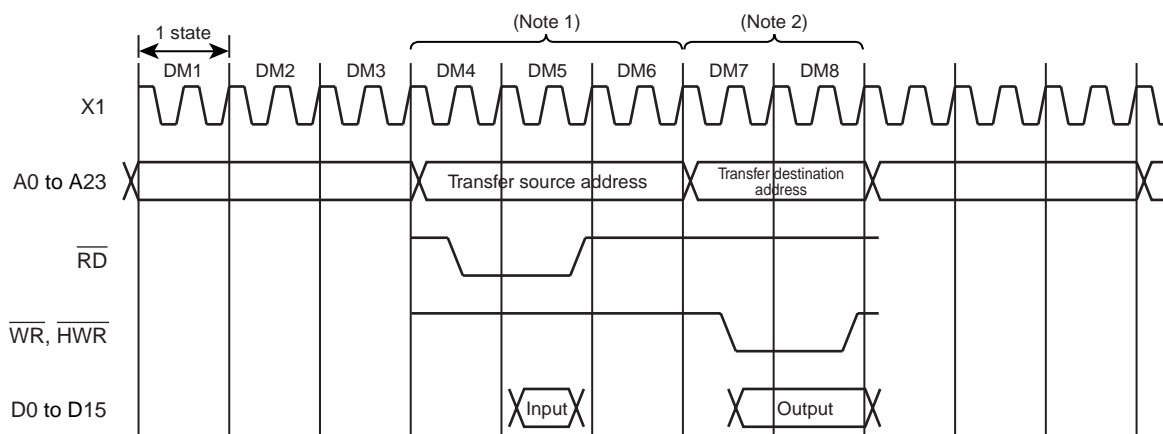 (Note 1) (Note 2)
1 state
DM1 DM2 DM3 DM4 DM5 DM6 DM7 DM8
X1
A0 to A23 Transfer source address Transfer destination
address
RD
WR, HWR
D0 to D15 Input Output